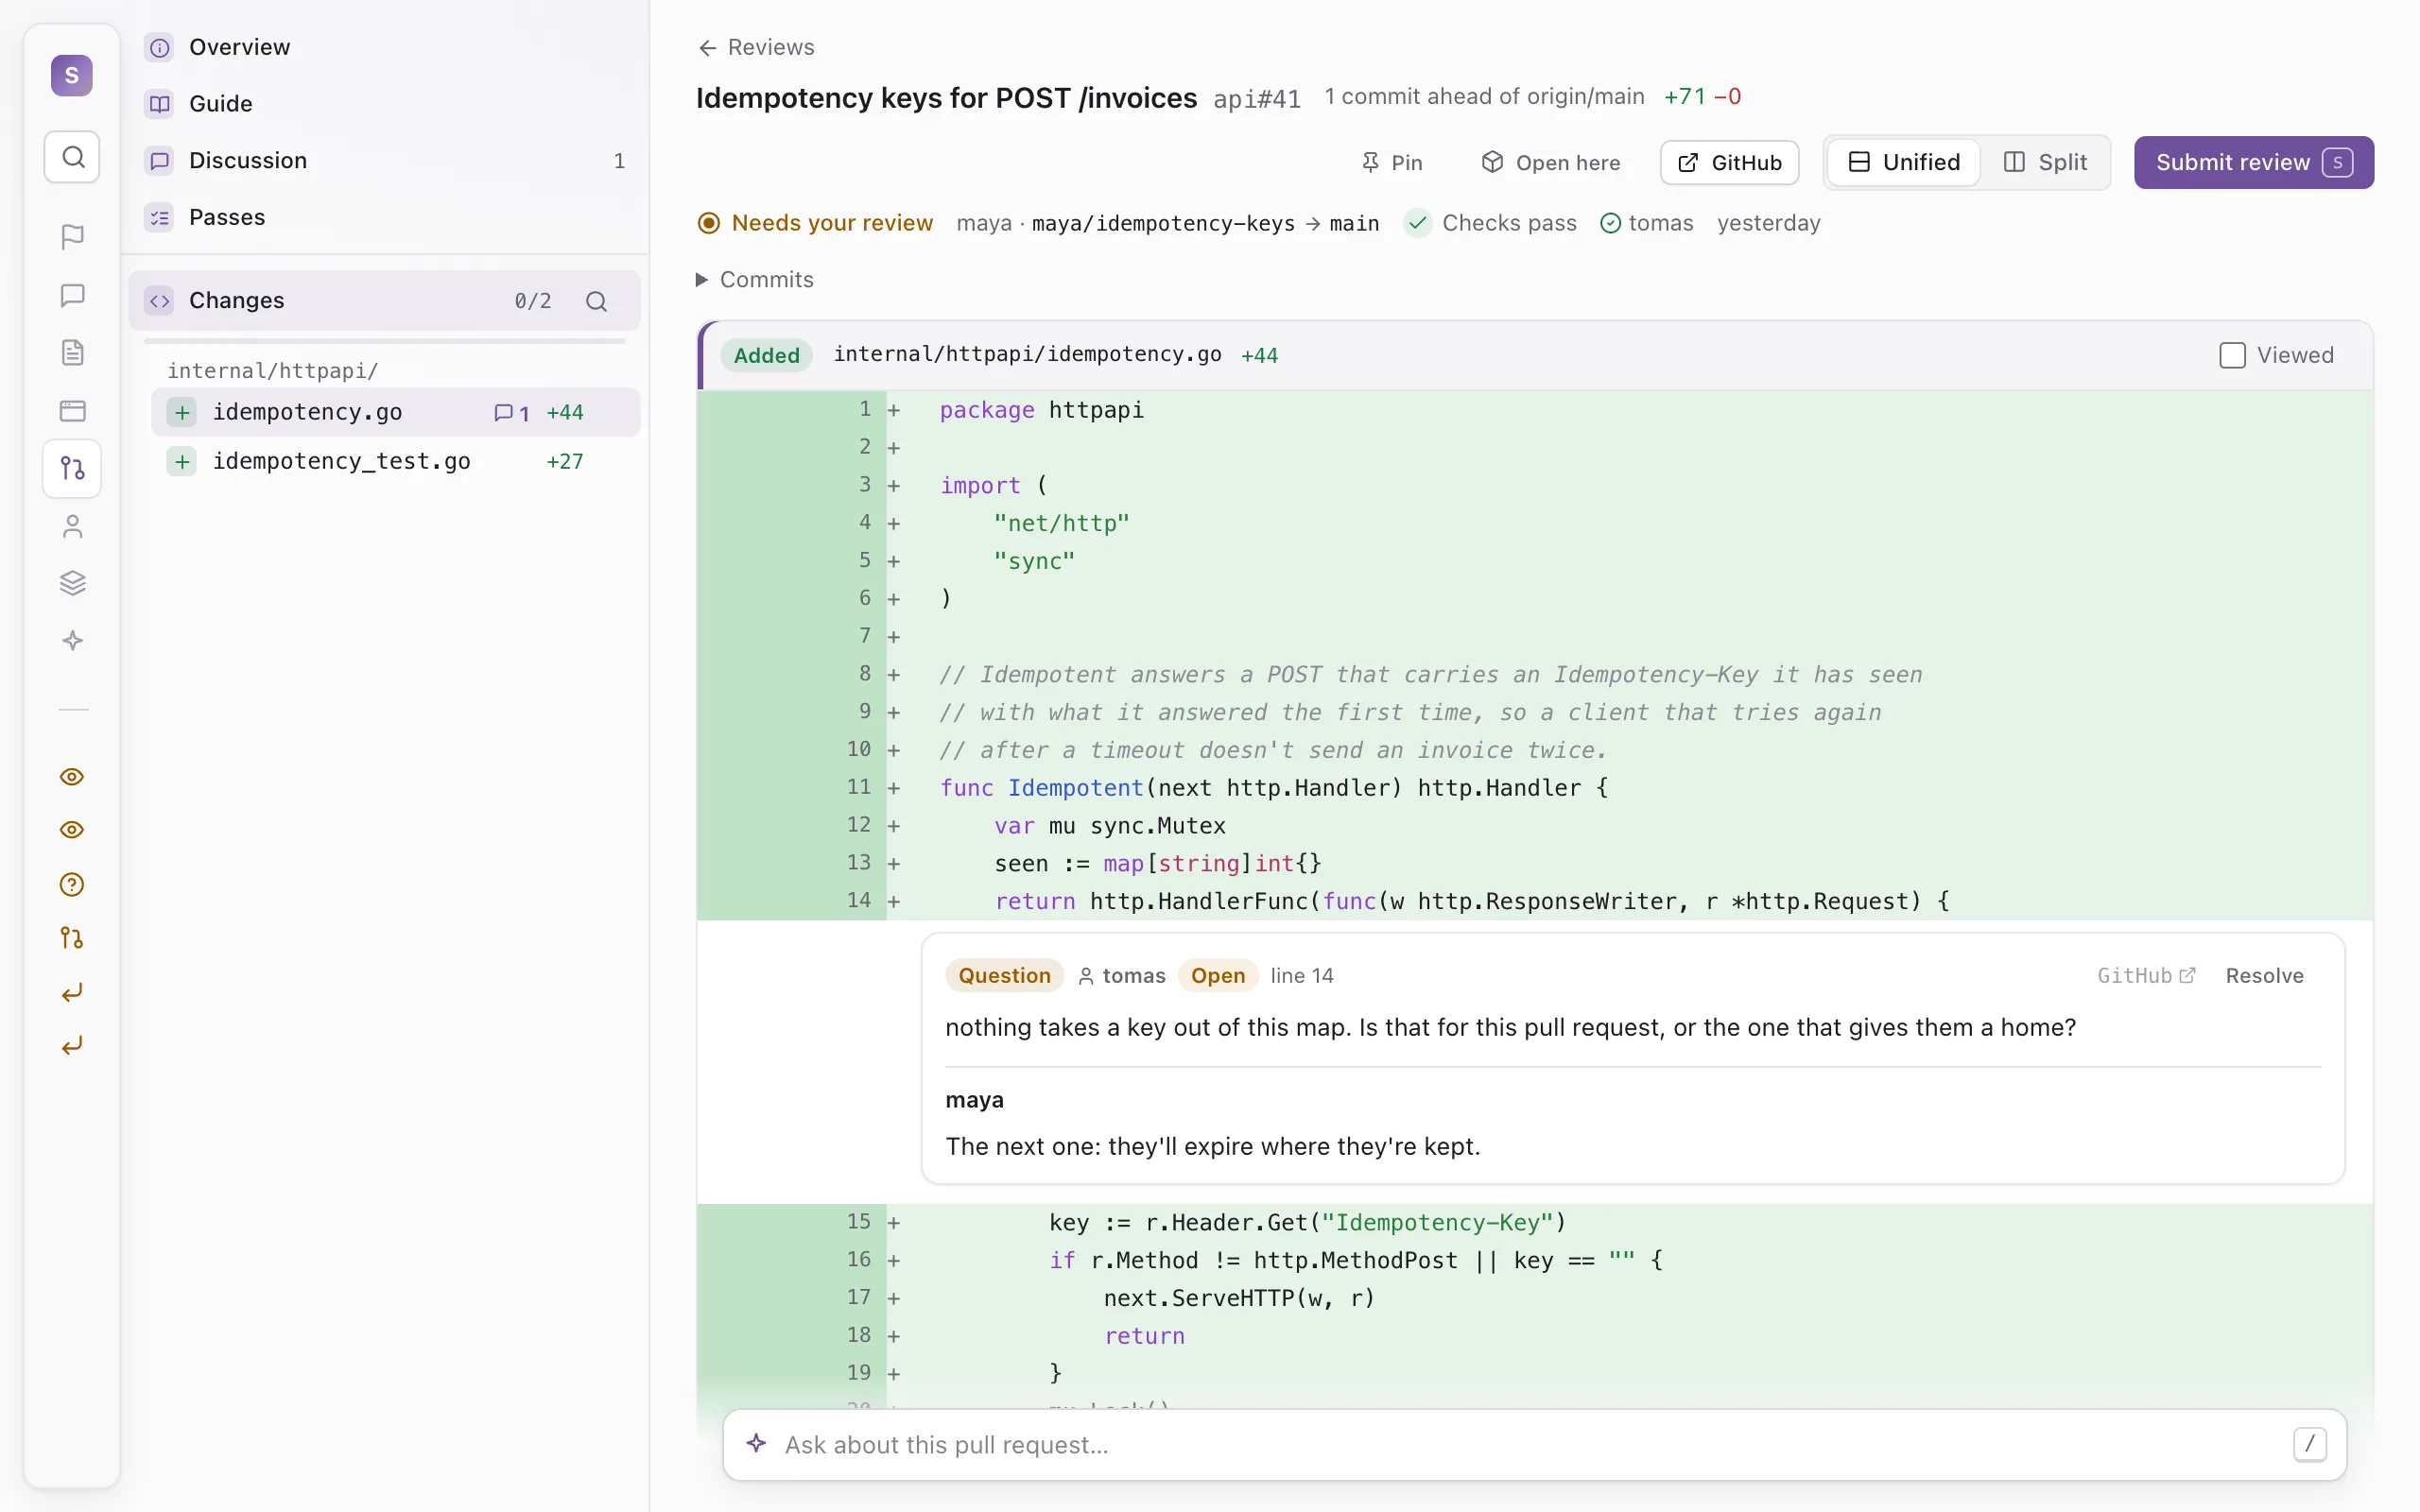 S
Overview
Guide
Discussion 1
Passes
Changes 0/2
internal/httpapi/
idempotency.go 1 +44
idempotency_test.go +27
Reviews
Idempotency keys for POST /invoices api#41 1 commit ahead of origin/main +71 −0
Pin Open here GitHub Unified Split Submit review S
Needs your review maya · maya/idempotency-keys → main Checks pass tomas yesterday
Commits
Added internal/httpapi/idempotency.go +44 Viewed
1 + package httpapi
2 +
3 + import (
4 + "net/http"
5 + "sync"
6 + )
7 +
8 + // Idempotent answers a POST that carries an Idempotency-Key it has seen
9 + // with what it answered the first time, so a client that tries again
10 + // after a timeout doesn't send an invoice twice.
11 + func Idempotent(next http.Handler) http.Handler {
12 + var mu sync.Mutex
13 + seen := map[string]int{}
14 + return http.HandlerFunc(func(w http.ResponseWriter, r *http.Request) {
Question tomas Open line 14 GitHub Resolve
nothing takes a key out of this map. Is that for this pull request, or the one that gives them a home?
maya
The next one: they'll expire where they're kept.
15 + key := r.Header.Get("Idempotency-Key")
16 + if r.Method != http.MethodPost || key == "" {
17 + next.ServeHTTP(w, r)
18 + return
19 + }
Ask about this pull request... /